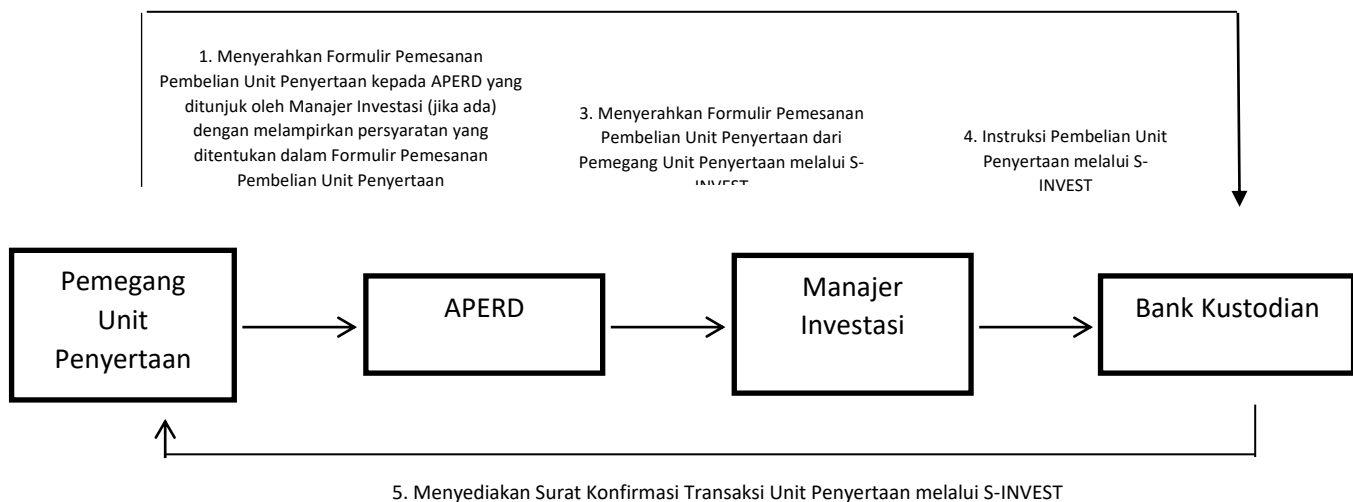 1. Menyerahkan Formulir Pemesanan
Pembelian Unit Penyertaan kepada APERD yang
ditunjuk oleh Manajer Investasi (jika ada)
dengan melampirkan persyaratan yang
ditentukan dalam Formulir Pemesanan
Pembelian Unit Penyertaan
3. Menyerahkan Formulir Pemesanan
Pembelian Unit Penyertaan dari
Pemegang Unit Penyertaan melalui S-
INVEST
4. Instruksi Pembelian Unit
Penyertaan melalui S-
INVEST
Pemegang
Unit
Penyertaan
APERD
Manajer
Investasi
Bank Kustodian
5. Menyediakan Surat Konfirmasi Transaksi Unit Penyertaan melalui S-INVEST